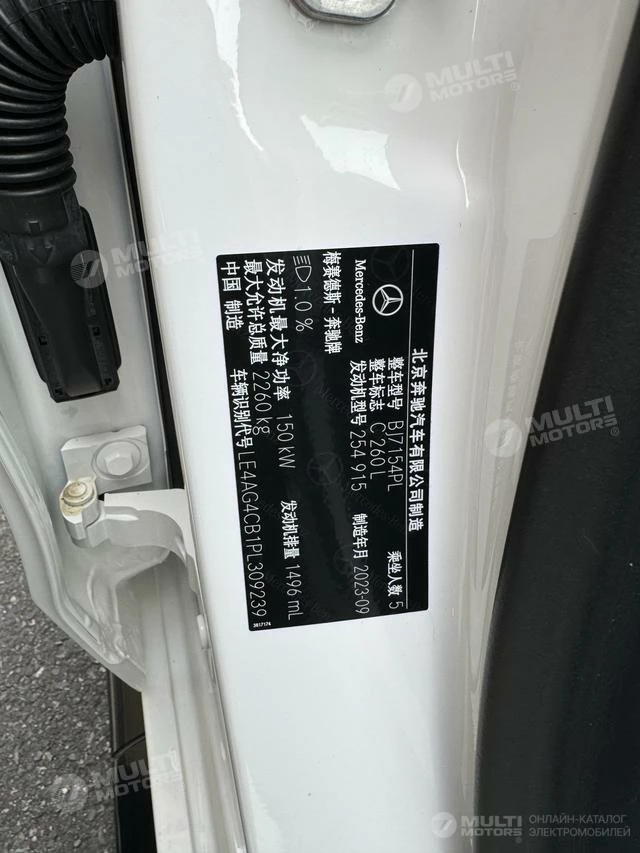 北京奔驰汽车有限公司制造
Mercedes-Benz
梅赛德斯-奔驰牌
整车型号 BJ7154PL
整车标志 C 260 L
发动机型号 254 915
乘坐人数 5
制造年月 2023-09
1.0 %
发动机最大净功率 150 kW
发动机排量 1496 mL
最大允许总质量 2260 kg
中国 制造
车辆识别代号 LE4AG4CB1PL309239
3817174
MULTI
MOTORS®
MULTI
MOTORS®
MULTI
MOTORS
MULTI
MOTORS
MULTI
MOTORS®
ОНЛАЙН-КАТАЛОГ
ЭЛЕКТРОМОБИЛЕЙ